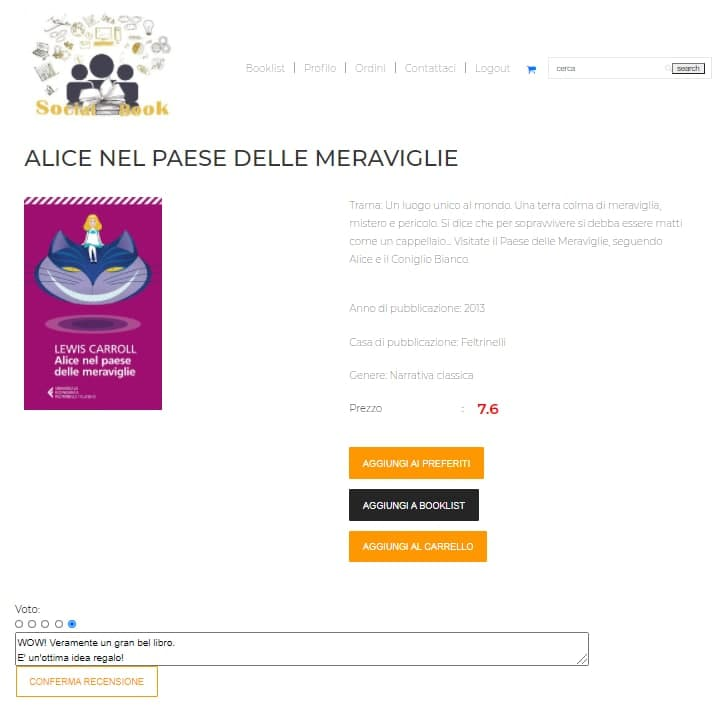 Social Book
Booklist | Profilo | Ordini | Contattaci | Logout
cerca
search
ALICE NEL PAESE DELLE MERAVIGLIE
LEWIS CARROLL
Alice nel paese
delle meraviglie
Trama: Un luogo unico al mondo. Una terra colma di meraviglia,
mistero e pericolo. Si dice che per sopravvivere si debba essere matti
come un cappellaio... Visitate il Paese delle Meraviglie, seguendo
Alice e il Coniglio Bianco.
Anno di pubblicazione: 2013
Casa di pubblicazione: Feltrinelli
Genere: Narrativa classica
Prezzo : 7.6
AGGIUNGI AI PREFERITI
AGGIUNGI A BOOKLIST
AGGIUNGI AL CARRELLO
Voto:
WOW! Veramente un gran bel libro.
E' un'ottima idea regalo!
CONFERMA RECENSIONE